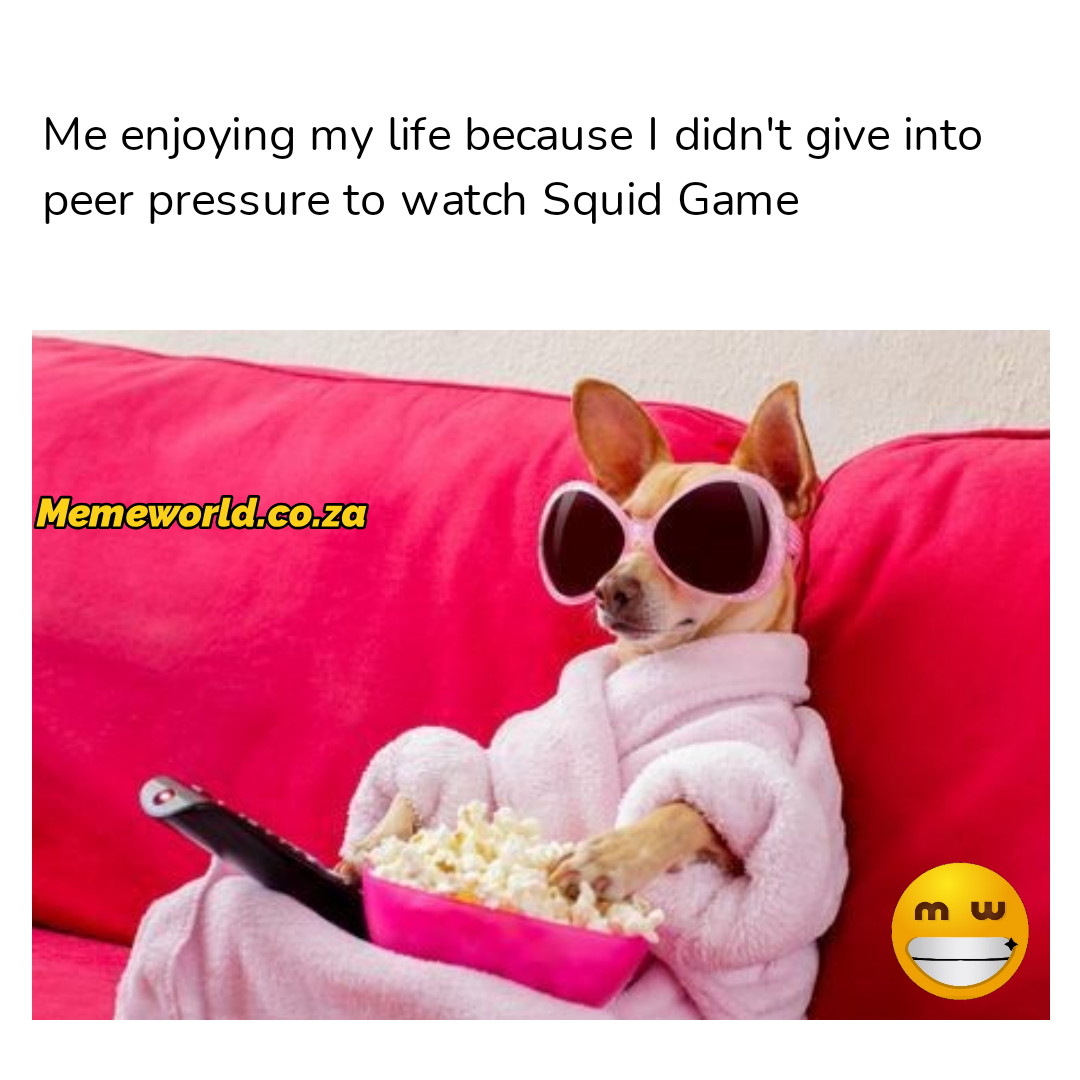 Me enjoying my life because I didn't give into
peer pressure to watch Squid Game
Memeworld.co.za
m w